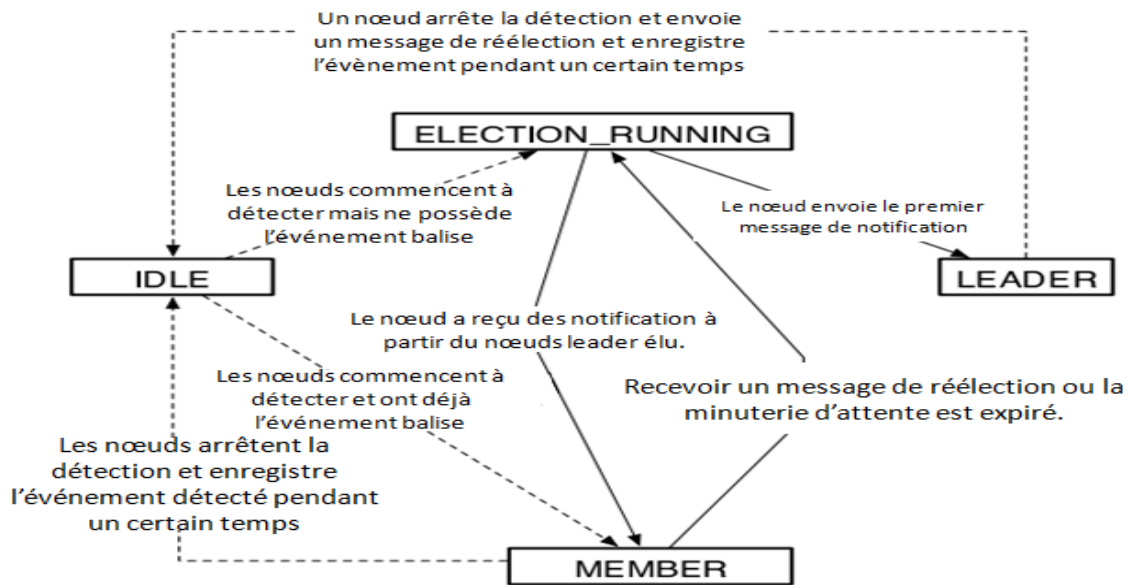 Un nœud arrête la détection et envoie
un message de réélection et enregistre
l'évènement pendant un certain temps
ELECTION_RUNNING
Les nœuds commencent à
détecter mais ne possède
l'événement balise
Le nœud envoie le premier
message de notification
IDLE
LEADER
Le nœud a reçu des notification à
partir du nœuds leader élu.
Les nœuds commencent à
détecter et ont déjà
l'événement balise
Recevoir un message de réélection ou la
minuterie d'attente est expiré.
Les nœuds arrêtent la
détection et enregistre
l'événement détecté pendant
un certain temps
MEMBER